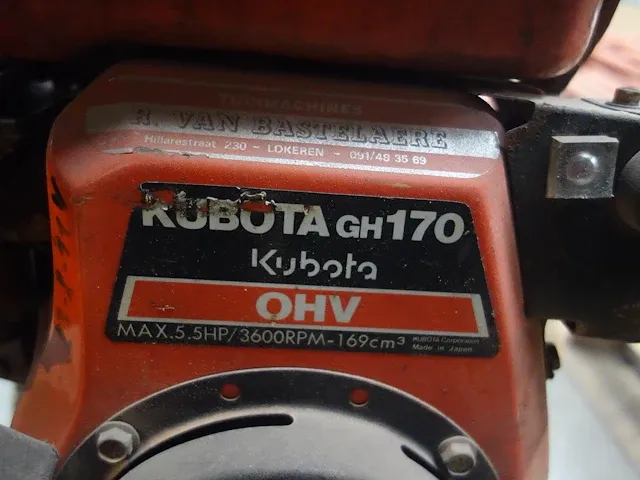 TUINMACHINES
R. VAN BASTELAERE
Hillarestraat 230 - LOKEREN - 091/48 35 69
KUBOTA GH170
Kubota
OHV
MAX.5.5HP/3600RPM-169cm³
KUBOTA Corporation
Made in Japan